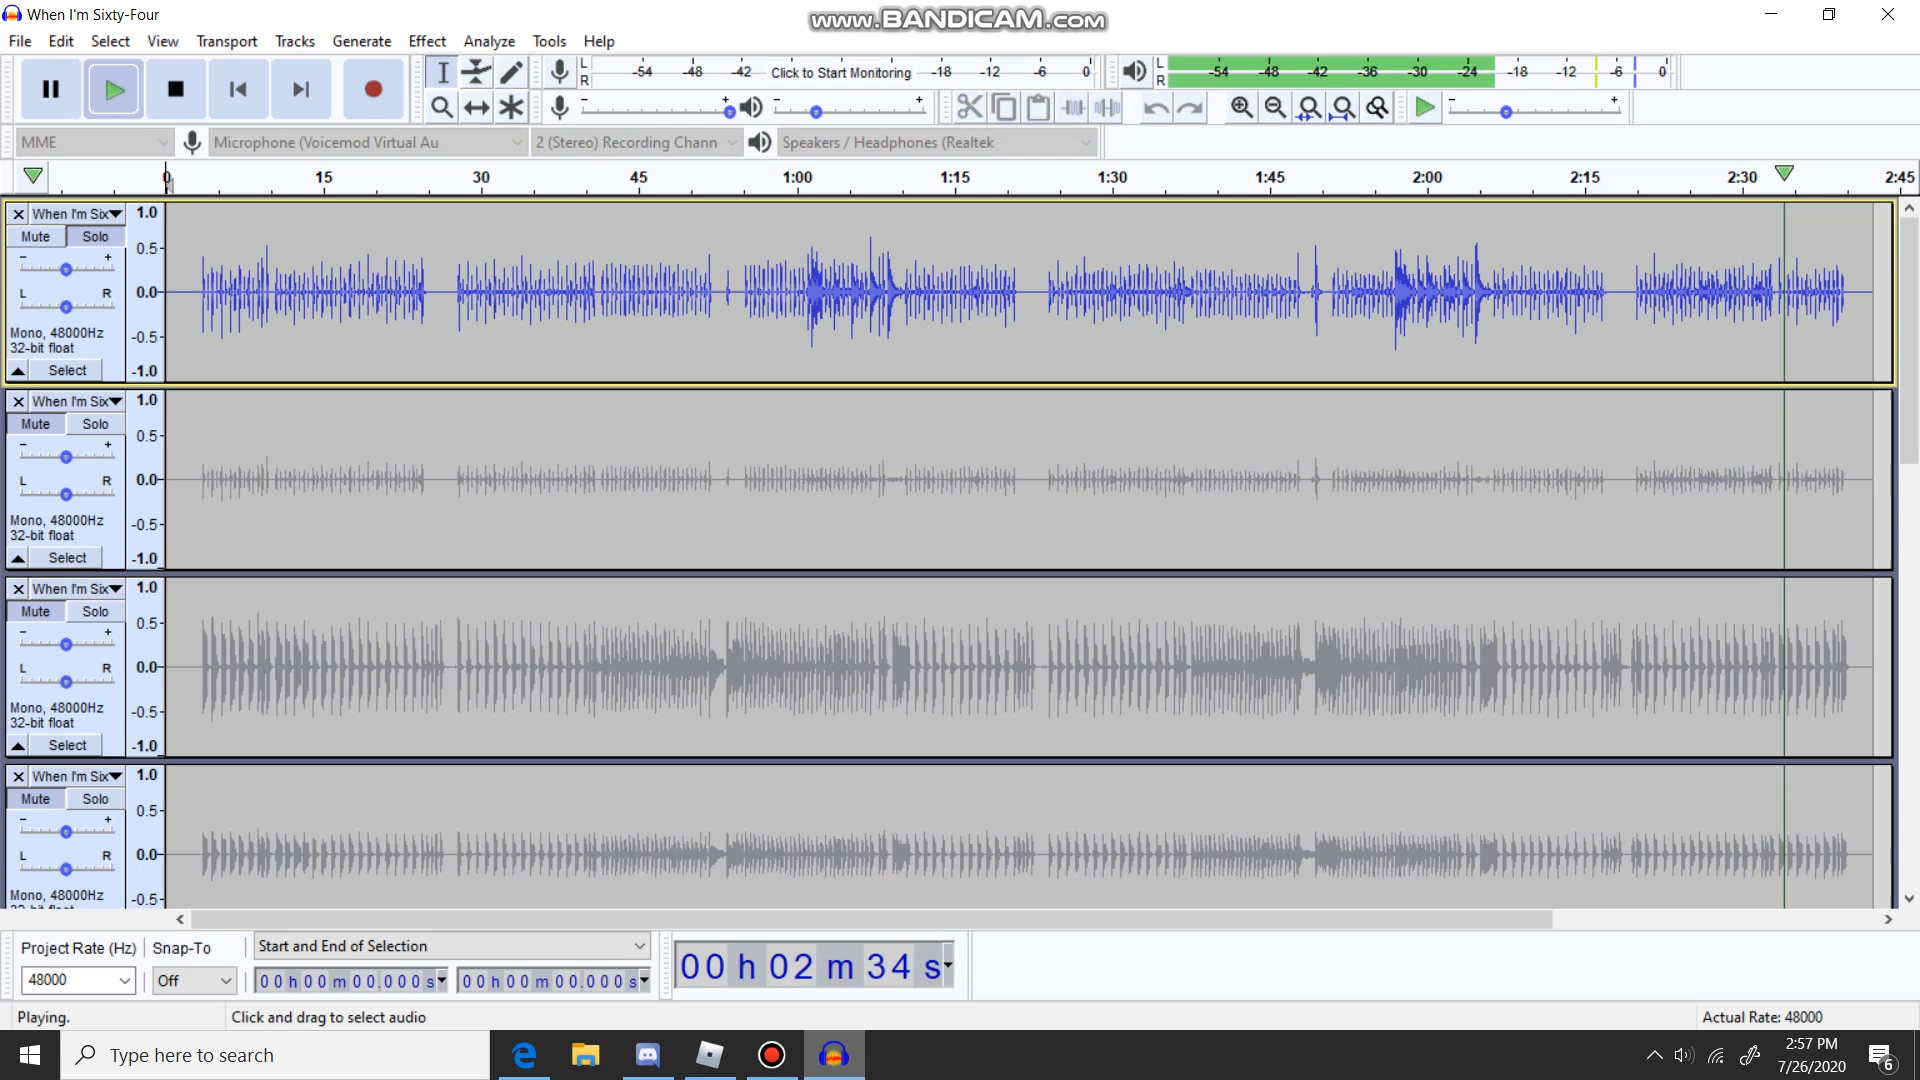 When I'm Sixty-Four
www.BANDICAM.com
File Edit Select View Transport Tracks Generate Effect Analyze Tools Help
L
R
-54 -48 -42 Click to Start Monitoring -18 -12 -6 0
L
R
-54 -48 -42 -36 -30 -24 -18 -12 -6 0
- +
- +
- +
MME
Microphone (Voicemod Virtual Au
2 (Stereo) Recording Chann
Speakers / Headphones (Realtek
0 15 30 45 1:00 1:15 1:30 1:45 2:00 2:15 2:30 2:45
When I'm Six
Mute Solo
- +
L R
Mono, 48000Hz
32-bit float
Select
1.0
0.5-
0.0-
-0.5-
-1.0
When I'm Six
Mute Solo
- +
L R
Mono, 48000Hz
32-bit float
Select
1.0
0.5-
0.0-
-0.5-
-1.0
When I'm Six
Mute Solo
- +
L R
Mono, 48000Hz
32-bit float
Select
1.0
0.5-
0.0-
-0.5-
-1.0
When I'm Six
Mute Solo
- +
L R
Mono, 48000Hz
1.0
0.5-
0.0-
-0.5-
Project Rate (Hz) Snap-To Start and End of Selection
48000 Off 00 h 00 m 00.000 s 00 h 00 m 00.000 s
00 h 02 m 34 s
Playing. Click and drag to select audio Actual Rate: 48000
Type here to search
2:57 PM
7/26/2020
6